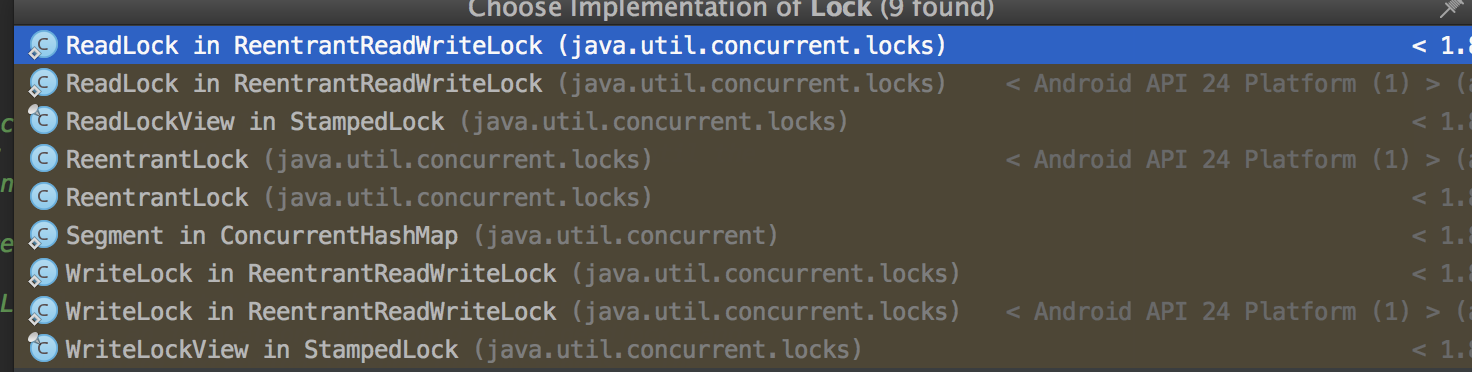 Choose Implementation of Lock (9 found)
ReadLock in ReentrantReadWriteLock (java.util.concurrent.locks) < 1.8
ReadLock in ReentrantReadWriteLock (java.util.concurrent.locks) < Android API 24 Platform (1) > (a
ReadLockView in StampedLock (java.util.concurrent.locks) < 1.8
ReentrantLock (java.util.concurrent.locks) < Android API 24 Platform (1) > (a
ReentrantLock (java.util.concurrent.locks) < 1.8
Segment in ConcurrentHashMap (java.util.concurrent) < 1.8
WriteLock in ReentrantReadWriteLock (java.util.concurrent.locks) < 1.8
WriteLock in ReentrantReadWriteLock (java.util.concurrent.locks) < Android API 24 Platform (1) > (a
WriteLockView in StampedLock (java.util.concurrent.locks) < 1.8